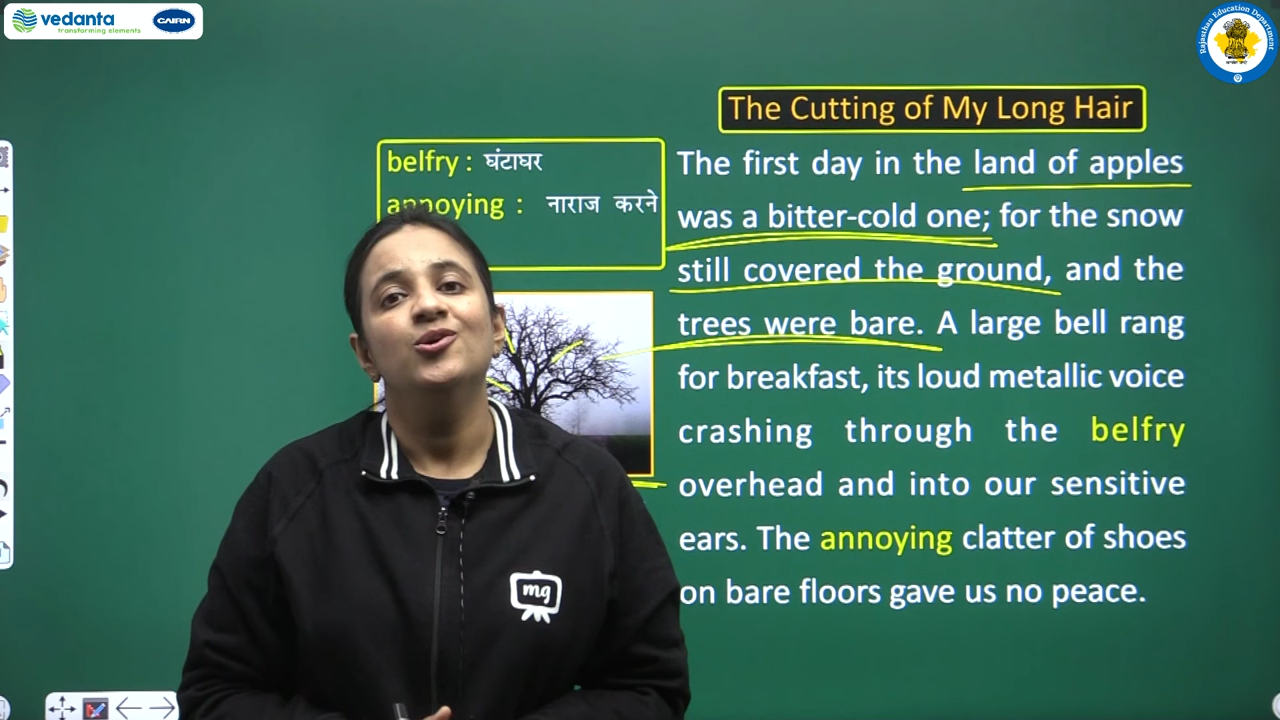 vedanta
transforming elements
CAIRN
Rajasthan Education Department
The Cutting of My Long Hair
belfry : घंटाघर
annoying : नाराज करने
The first day in the land of apples
was a bitter-cold one; for the snow
still covered the ground, and the
trees were bare. A large bell rang
for breakfast, its loud metallic voice
crashing through the belfry
overhead and into our sensitive
ears. The annoying clatter of shoes
on bare floors gave us no peace.
mg